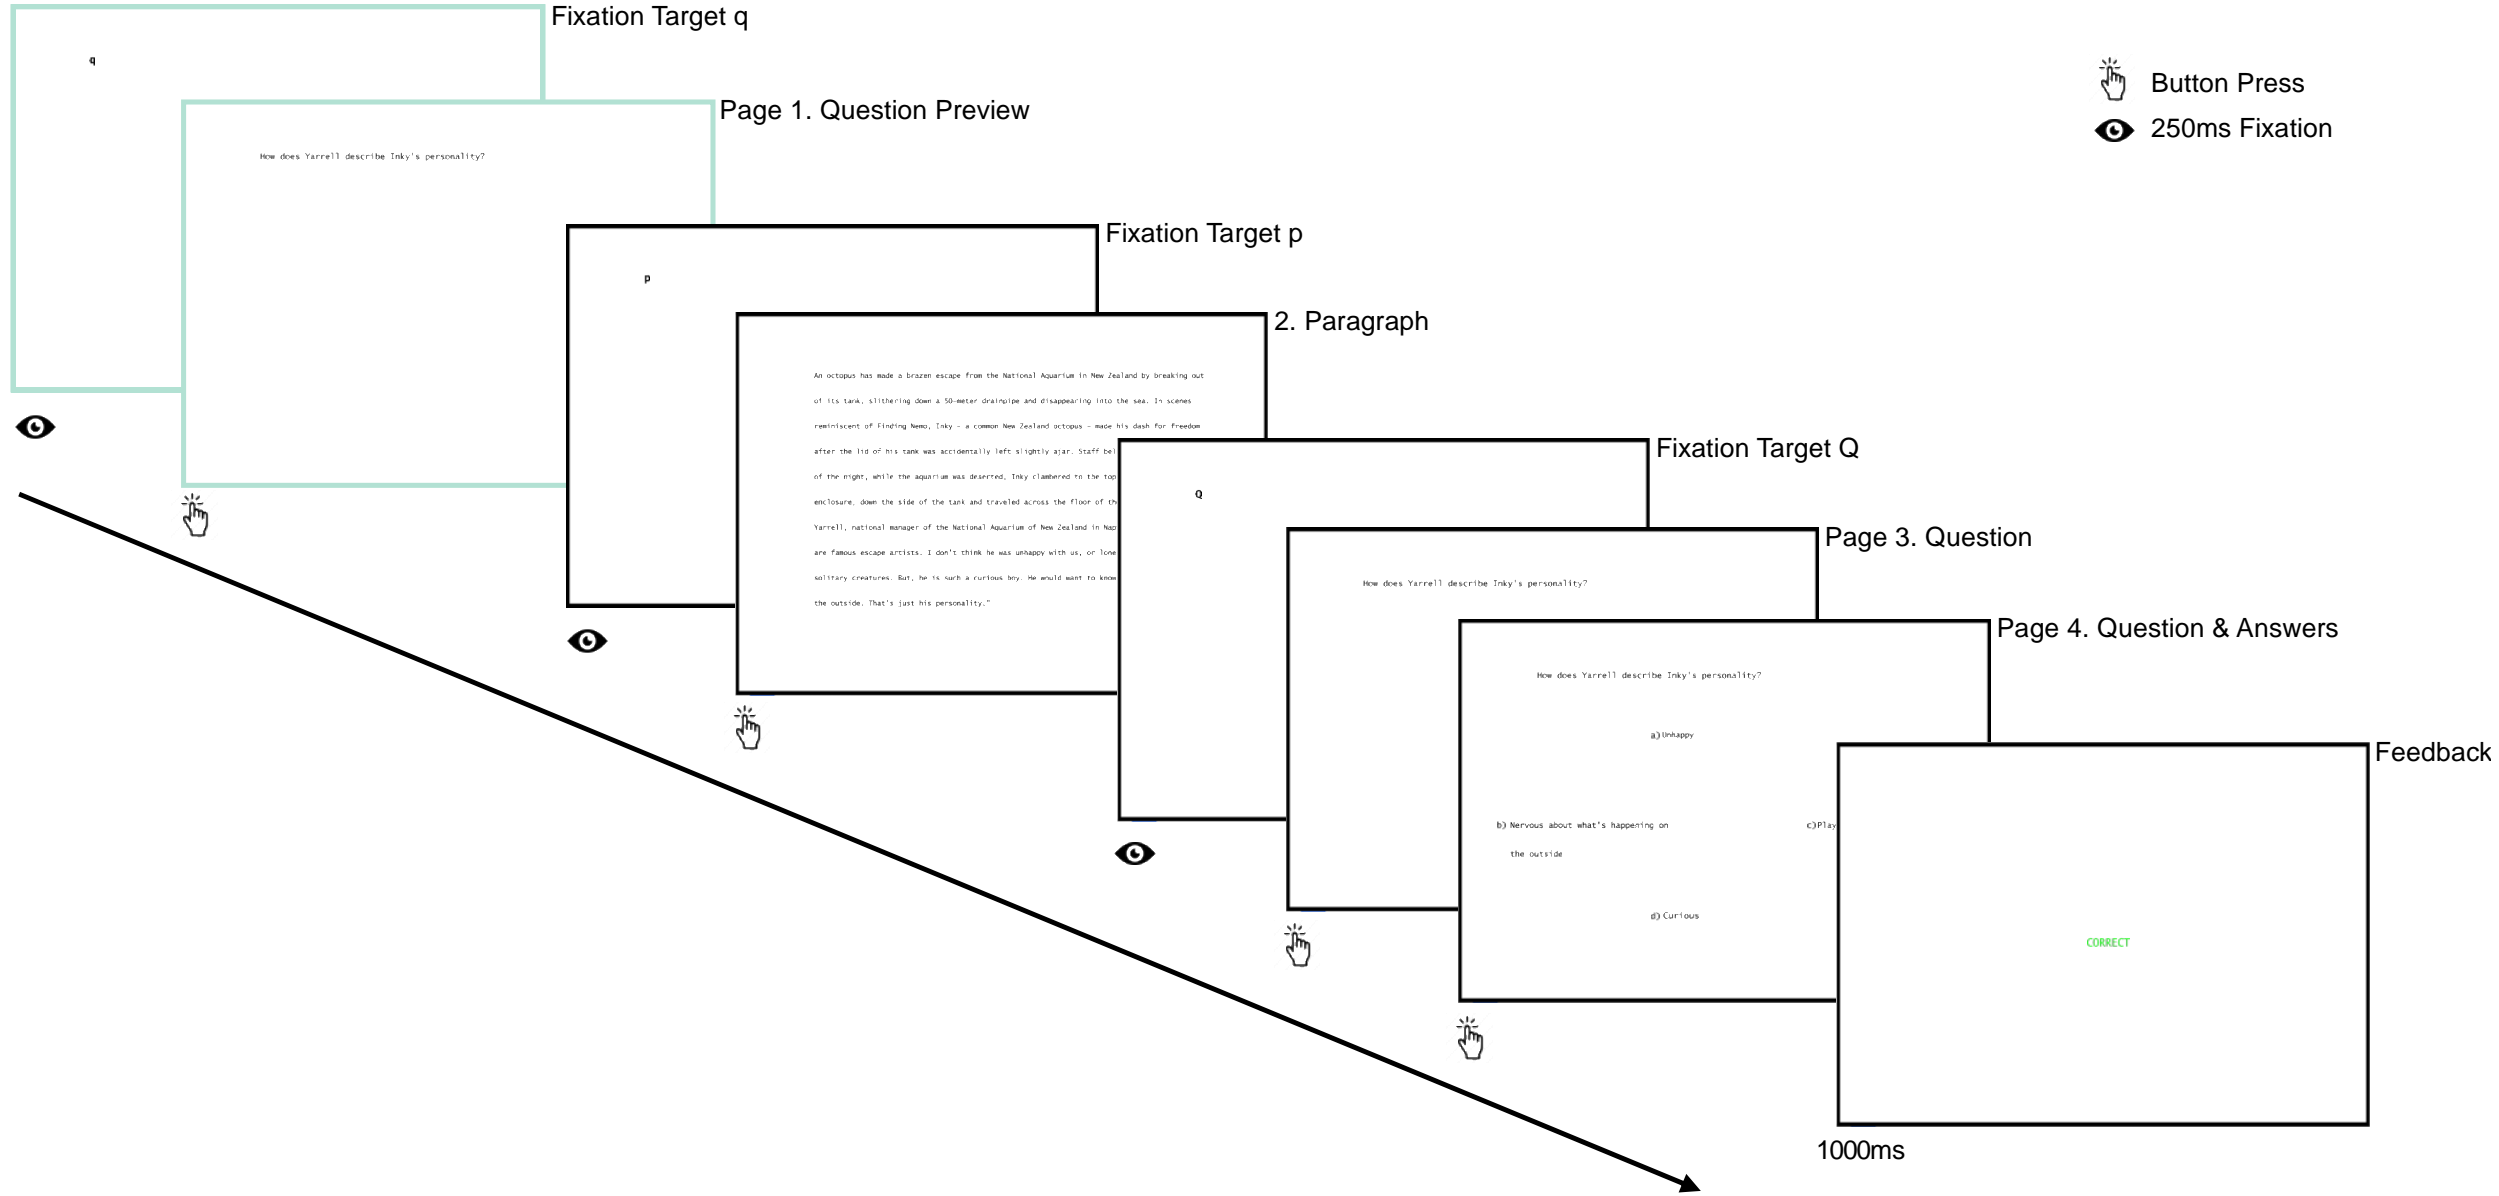 Fixation Target q
q
Page 1. Question Preview
How does Yarrell describe Inky's personality?
Button Press
250ms Fixation
Fixation Target p
p
2. Paragraph
An octopus has made a brazen escape from the National Aquarium in New Zealand by breaking out
of its tank, slithering down a 50-meter drainpipe and disappearing into the sea. In scenes
reminiscent of Finding Nemo, Inky - a common New Zealand octopus - made his dash for freedom
after the lid of his tank was accidentally left slightly ajar. Staff bel
of the night, while the aquarium was deserted, Inky clambered to the top
enclosure, down the side of the tank and traveled across the floor of th
Yarrell, national manager of the National Aquarium of New Zealand in Nap
are famous escape artists. I don't think he was unhappy with us, or lone
solitary creatures. But, he is such a curious boy. He would want to know
the outside. That's just his personality."
Fixation Target Q
Q
Page 3. Question
How does Yarrell describe Inky's personality?
Page 4. Question & Answers
How does Yarrell describe Inky's personality?
a) Unhappy
b) Nervous about what's happening on
the outside
c) Play
d) Curious
Feedback
CORRECT
1000ms